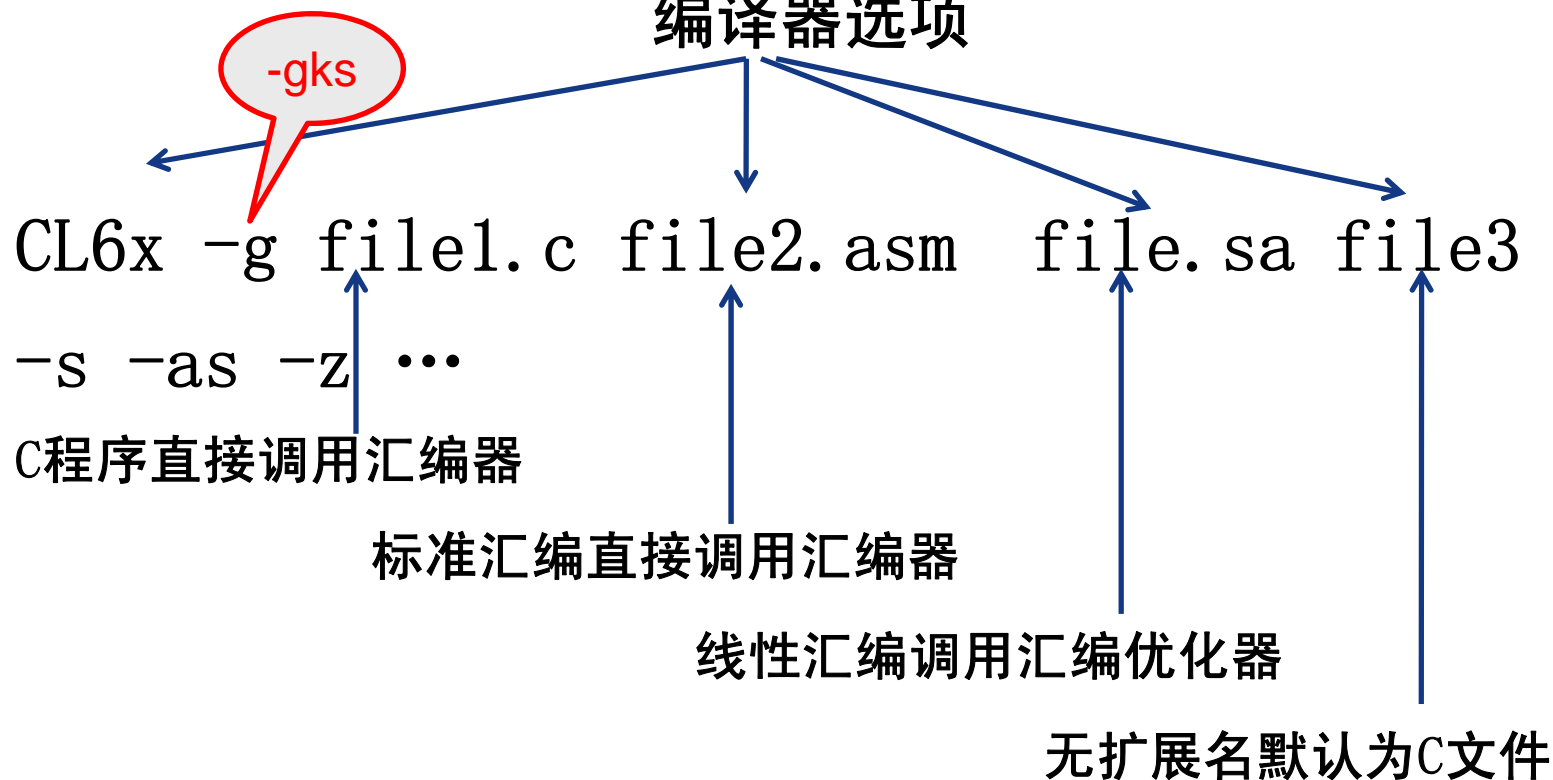 编译器选项
-gks
CL6x -g file1.c file2.asm file.sa file3
-s -as -z …
C程序直接调用汇编器
标准汇编直接调用汇编器
线性汇编调用汇编优化器
无扩展名默认为C文件